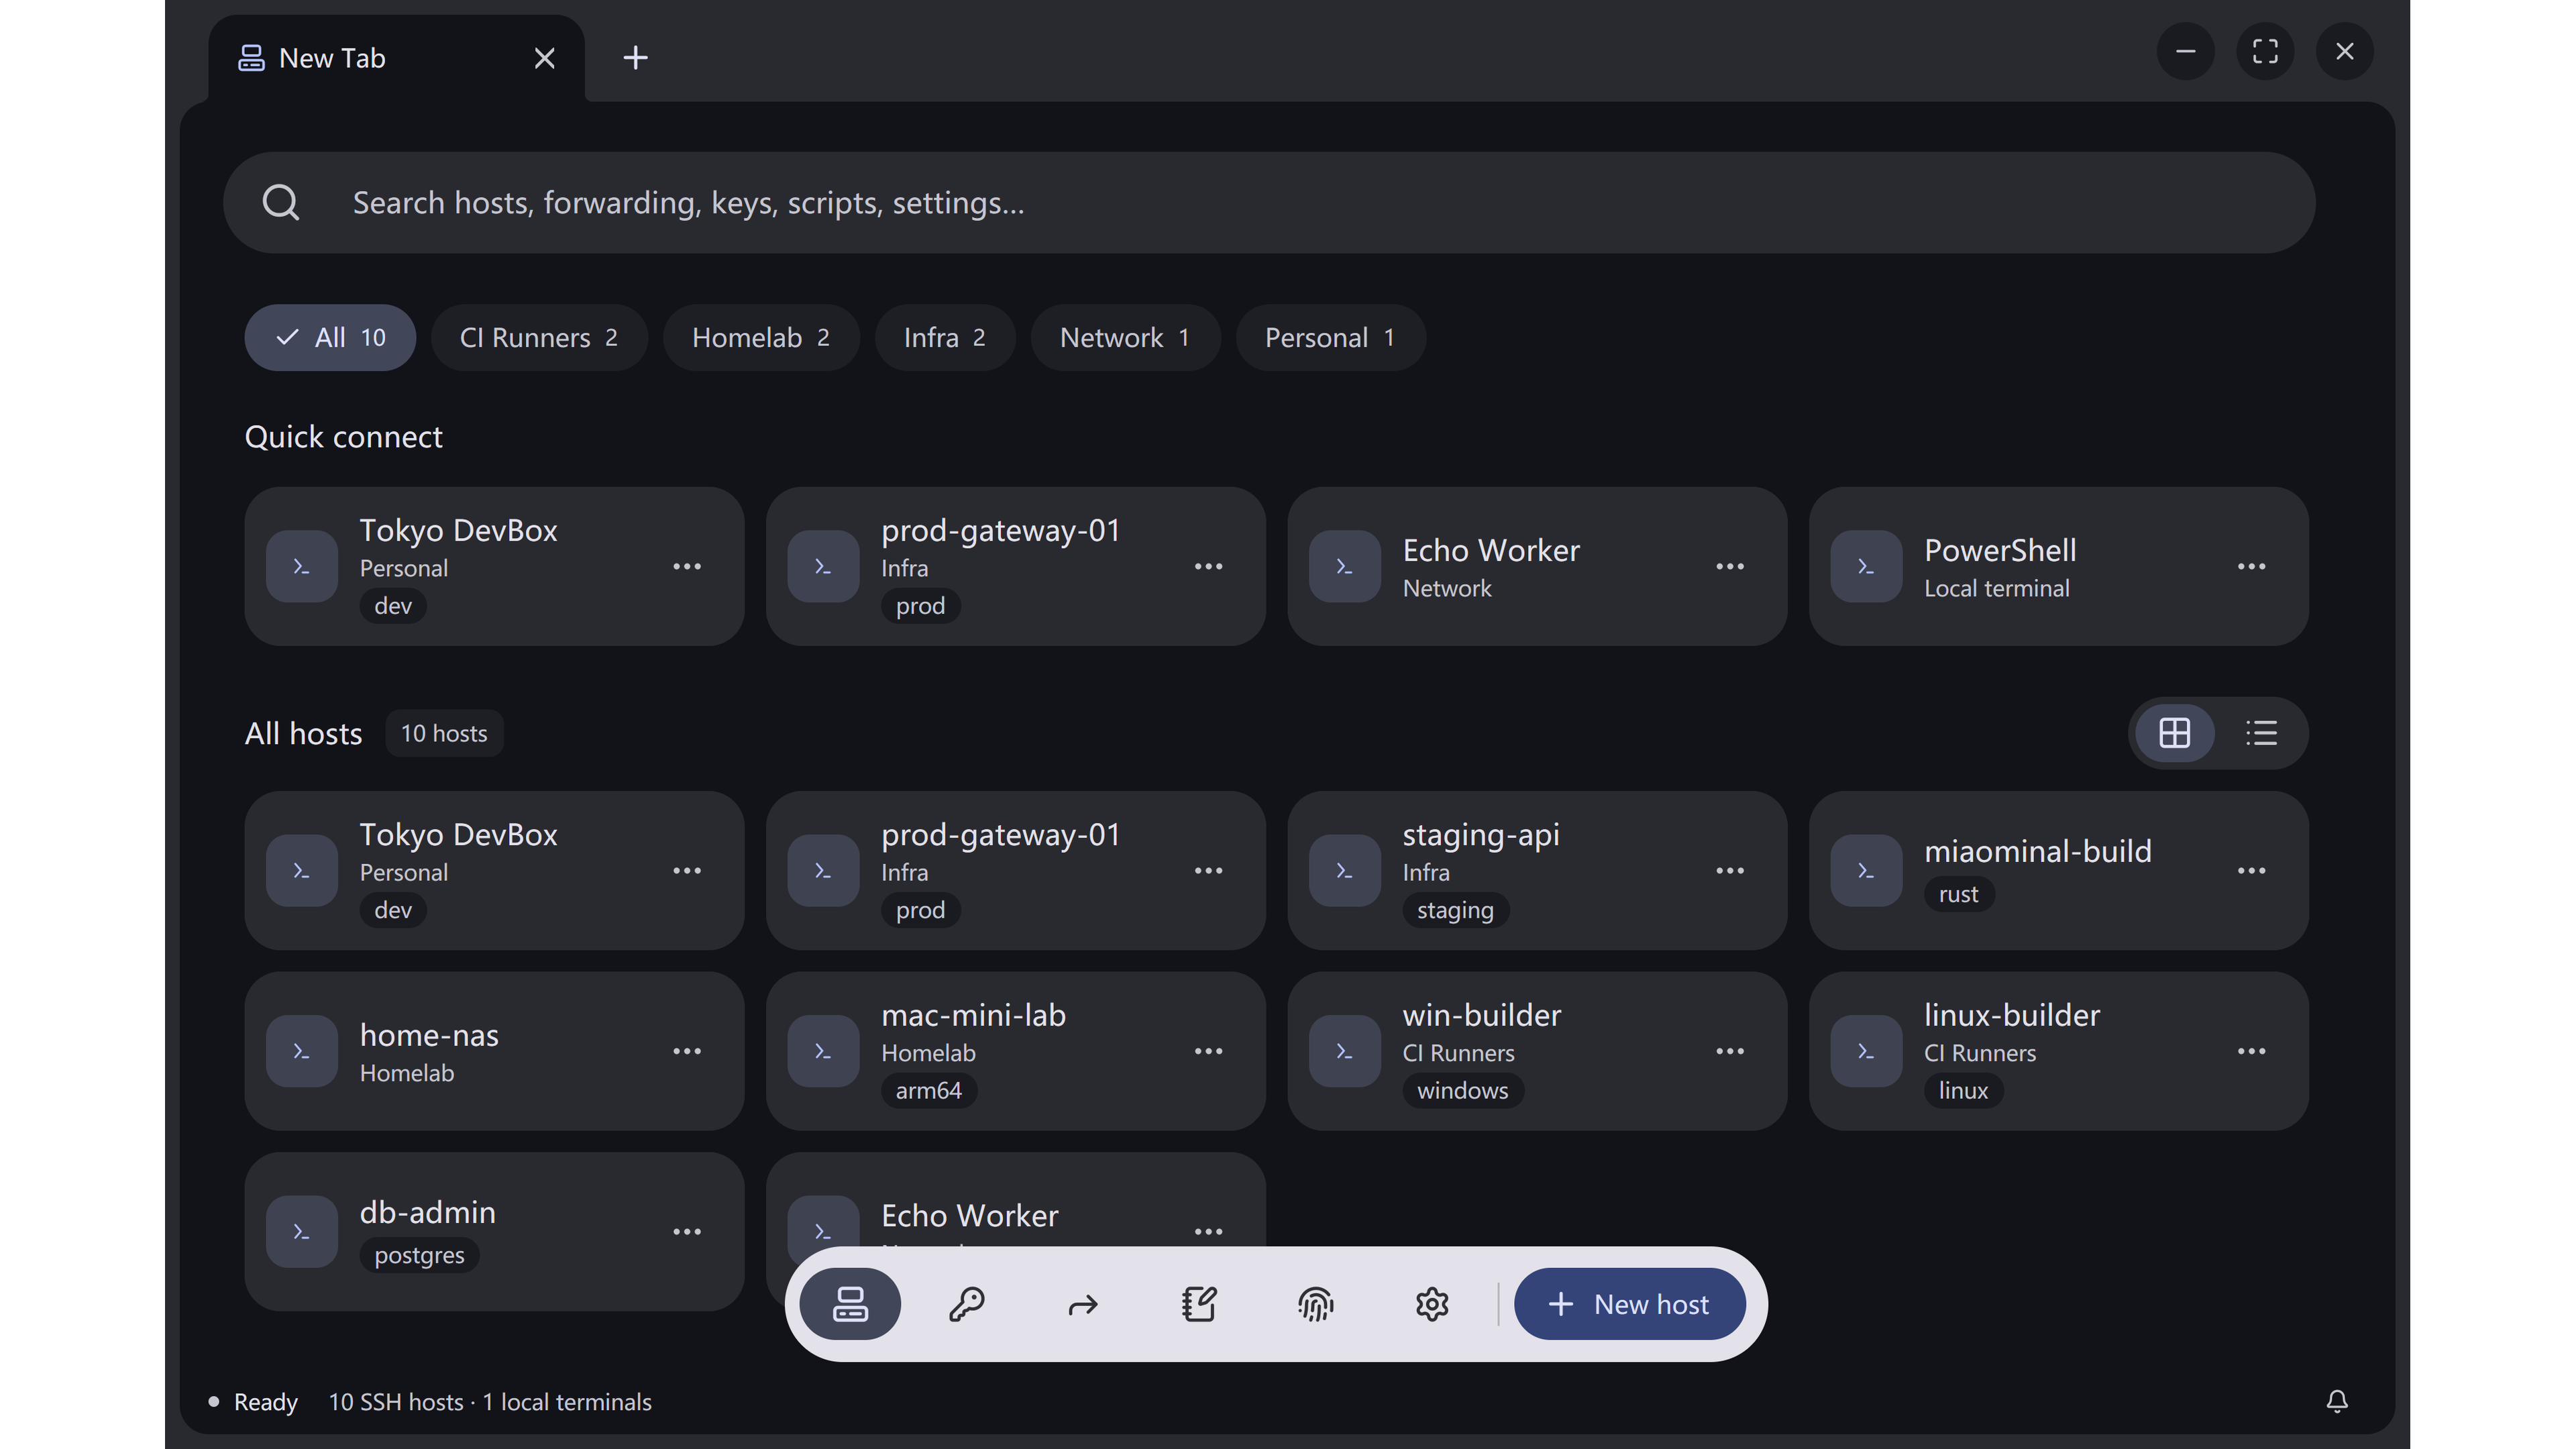 New Tab
Search hosts, forwarding, keys, scripts, settings...
All 10 CI Runners 2 Homelab 2 Infra 2 Network 1 Personal 1
Quick connect
Tokyo DevBox
Personal
dev
prod-gateway-01
Infra
prod
Echo Worker
Network
PowerShell
Local terminal
All hosts 10 hosts
Tokyo DevBox
Personal
dev
prod-gateway-01
Infra
prod
staging-api
Infra
staging
miaominal-build
rust
home-nas
Homelab
mac-mini-lab
Homelab
arm64
win-builder
CI Runners
windows
linux-builder
CI Runners
linux
db-admin
postgres
Echo Worker
New host
Ready 10 SSH hosts · 1 local terminals